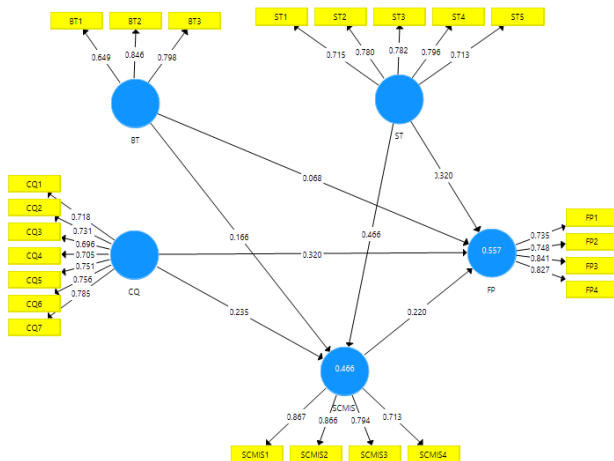 BT1 BT2 BT3
ST1 ST2 ST3 ST4 ST5
0.649 0.846 0.798
0.715 0.780 0.782 0.796 0.713
BT
ST
0.068
0.320
0.166
0.466
CQ1
CQ2
CQ3
CQ4
CQ5
CQ6
CQ7
0.718
0.731
0.696
0.705
0.751
0.756
0.785
CQ
0.320
0.235
0.220
0.557
FP
0.735
0.748
0.841
0.827
FP1
FP2
FP3
FP4
0.466
SCMIS
0.867 0.866 0.794 0.713
SCMIS1 SCMIS2 SCMIS3 SCMIS4